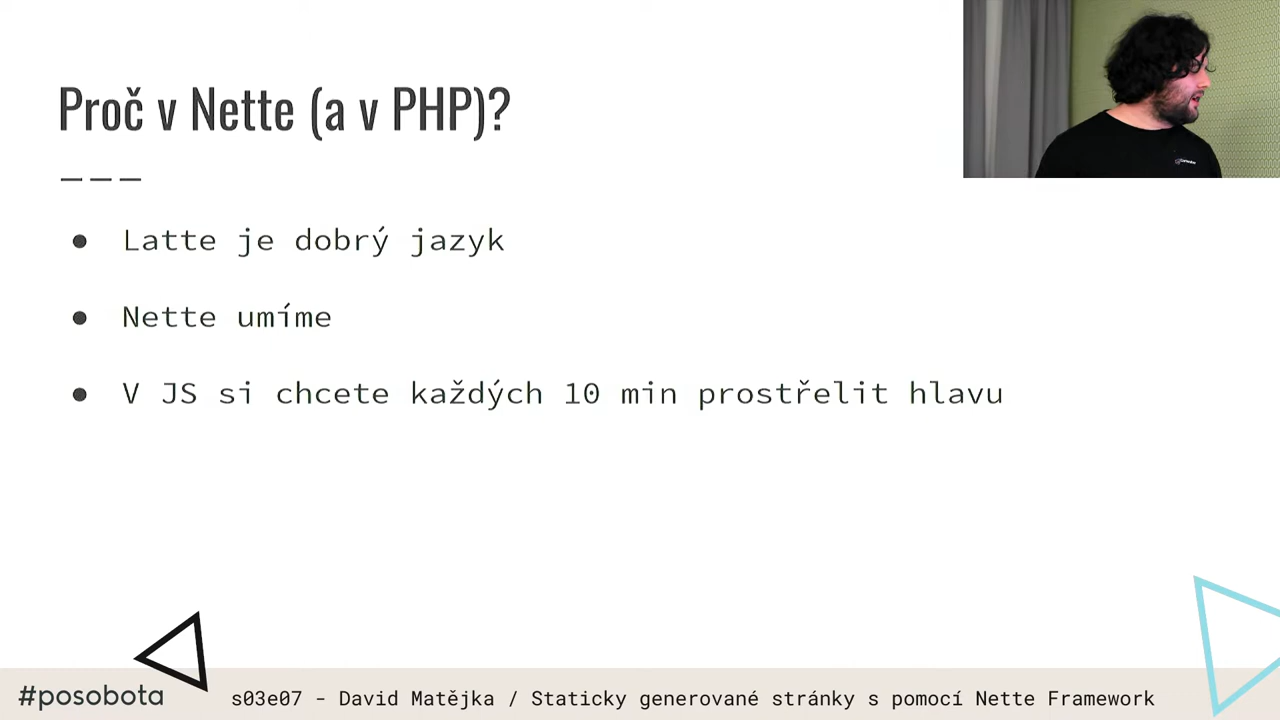 Proč v Nette (a v PHP)?
Latte je dobrý jazyk
Nette umíme
V JS si chcete každých 10 min prostřelit hlavu
#posobota
s03e07 - David Matějka / Staticky generované stránky s pomocí Nette Framework